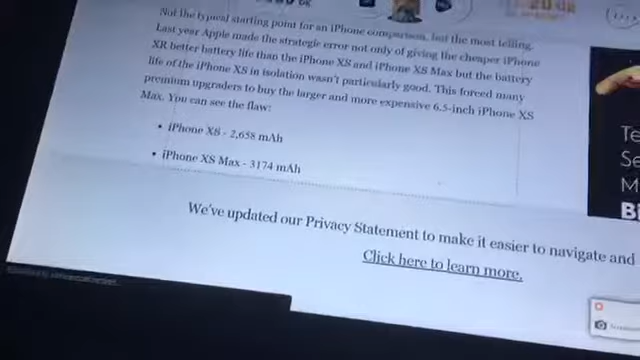 Not the typical starting point for an iPhone comparison, but the most telling.
Last year Apple made the strategic error not only of giving the cheaper iPhone
XR better battery life than the iPhone XS and iPhone XS Max but the battery
life of the iPhone XS in isolation wasn't particularly good. This forced many
premium upgraders to buy the larger and more expensive 6.5-inch iPhone XS
Max. You can see the flaw:
• iPhone XS - 2,658 mAh
• iPhone XS Max - 3174 mAh
We've updated our Privacy Statement to make it easier to navigate and
Click here to learn more.
Te
Se
M